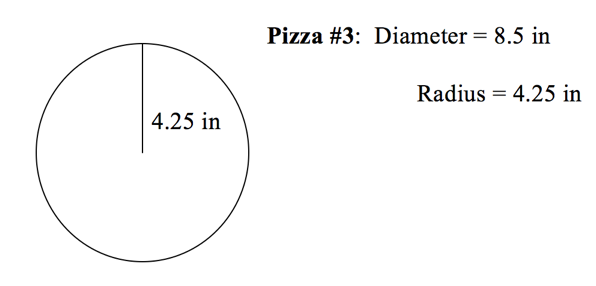 Pizza #3: Diameter = 8.5 in
Radius = 4.25 in
4.25 in